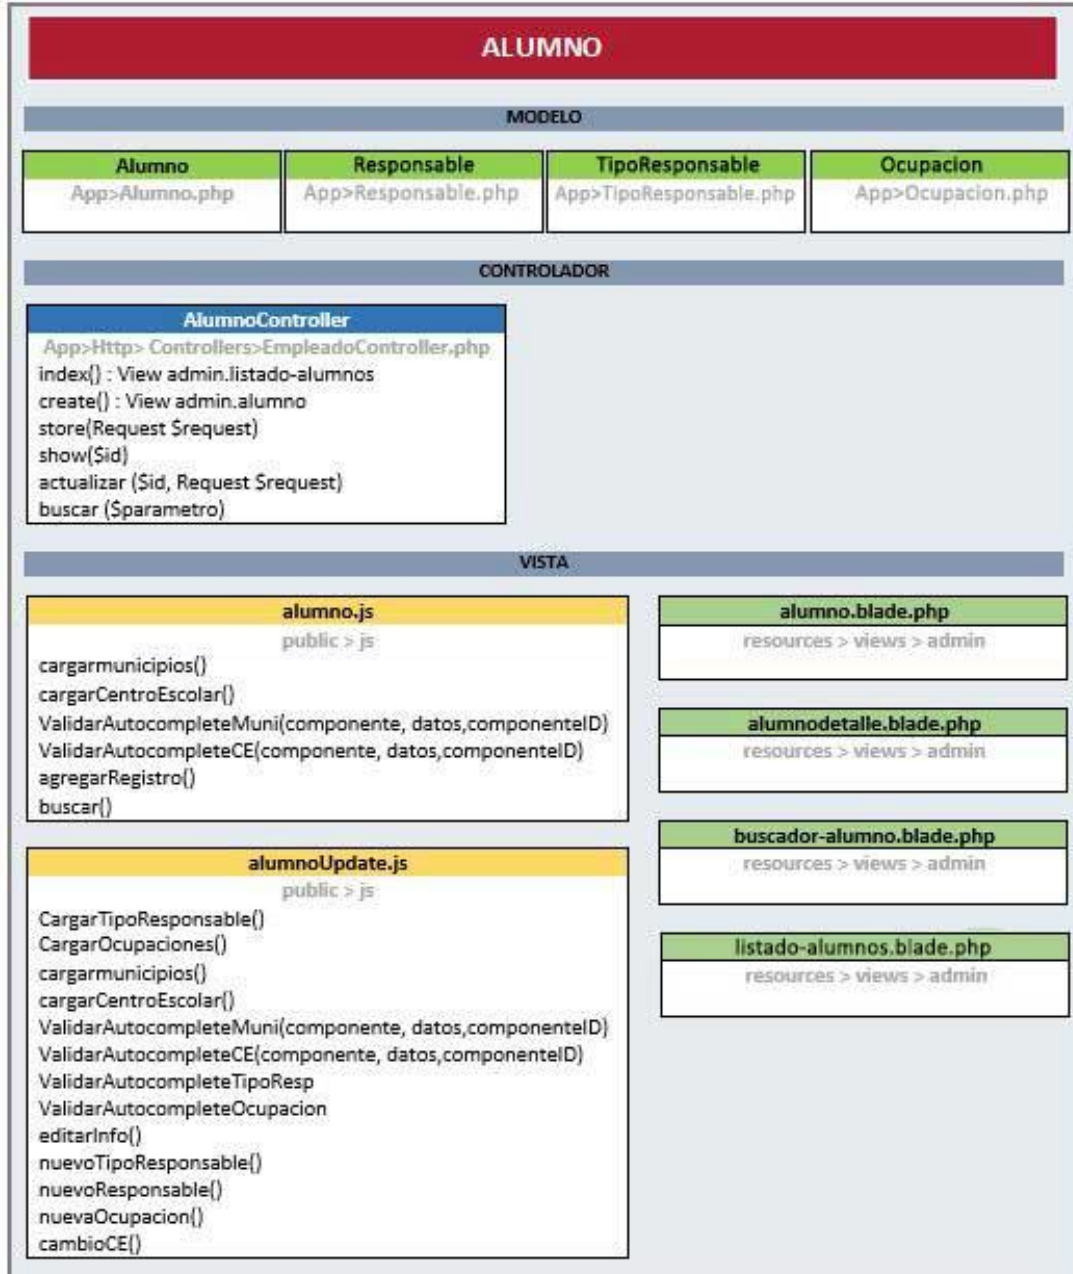 ALUMNO
MODELO
Alumno
App>Alumno.php
Responsable
App>Responsable.php
TipoResponsable
App>TipoResponsable.php
Ocupacion
App>Ocupacion.php
CONTROLADOR
AlumnoController
App>Http> Controllers>EmpleadoController.php
index() : View admin.listado-alumnos
create() : View admin.alumno
store(Request $request)
show($id)
actualizar ($id, Request $request)
buscar ($parametro)
VISTA
alumno.js
public > js
cargarmunicipios()
cargarCentroEscolar()
ValidarAutocompleteMuni(componente, datos,componenteID)
ValidarAutocompleteCE(componente, datos,componenteID)
agregarRegistro()
buscar()
alumnoUpdate.js
public > js
CargarTipoResponsable()
CargarOcupaciones()
cargarmunicipios()
cargarCentroEscolar()
ValidarAutocompleteMuni(componente, datos,componenteID)
ValidarAutocompleteCE(componente, datos,componenteID)
ValidarAutocompleteTipoResp
ValidarAutocompleteOcupacion
editarInfo()
nuevoTipoResponsable()
nuevoResponsable()
nuevaOcupacion()
cambioCE()
alumno.blade.php
resources > views > admin
alumnodetalle.blade.php
resources > views > admin
buscador-alumno.blade.php
resources > views > admin
listado-alumnos.blade.php
resources > views > admin